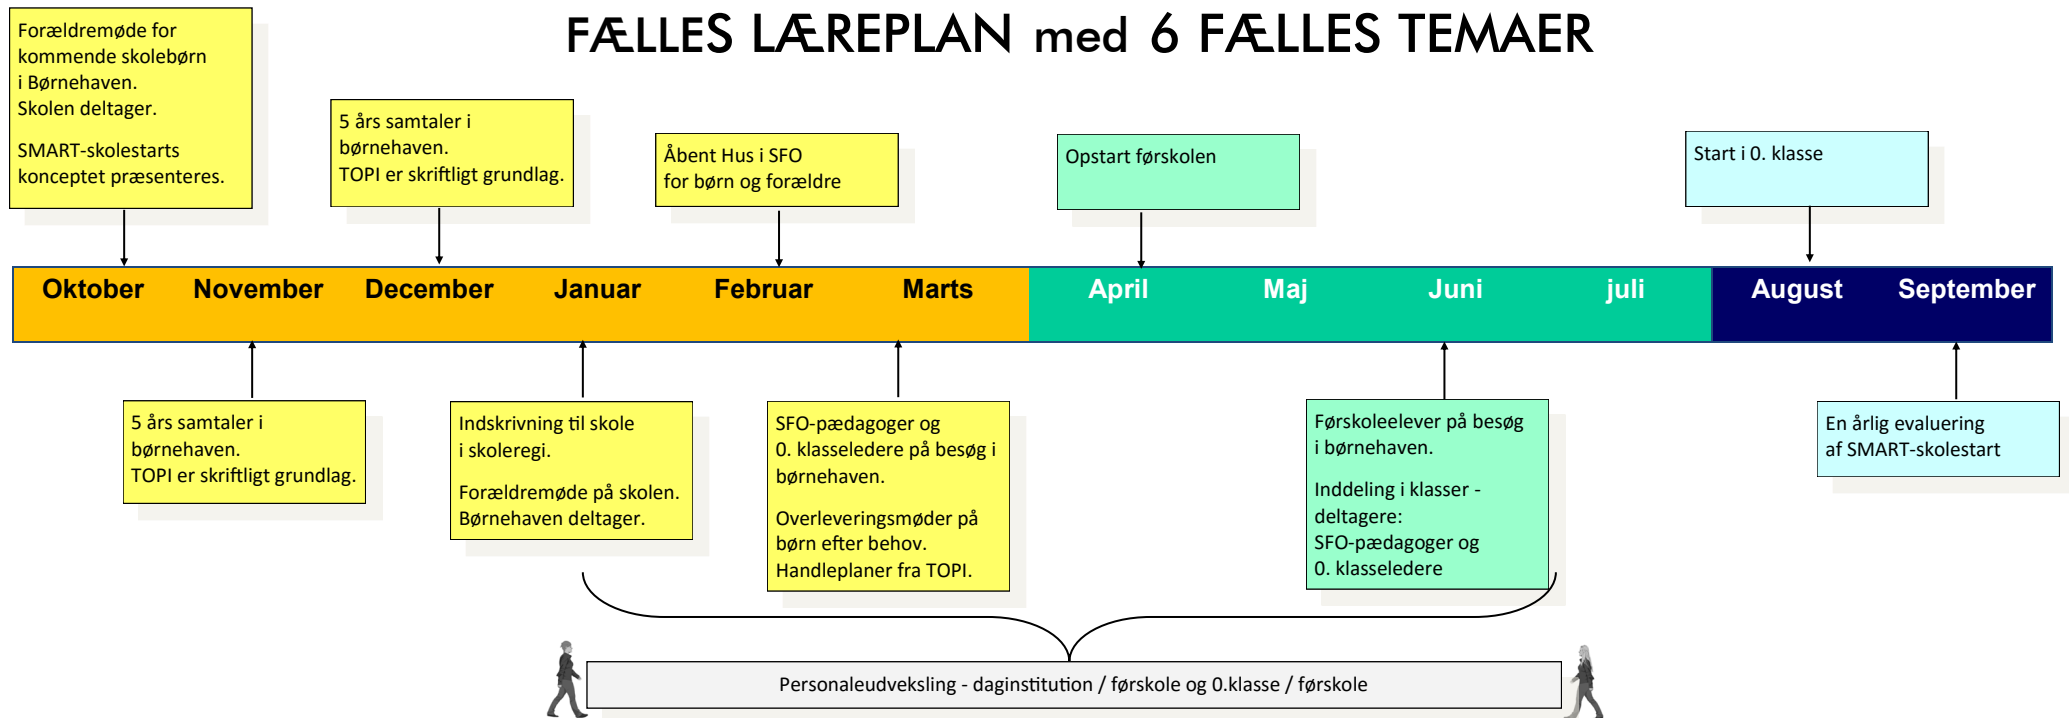 FÆLLES LÆREPLAN med 6 FÆLLES TEMAER
Forældremøde for
kommende skolebørn
i Børnehaven.
Skolen deltager.
SMART-skolestarts
konceptet præsenteres.
5 års samtaler i
børnehaven.
TOPI er skriftligt grundlag.
Åbent Hus i SFO
for børn og forældre
Opstart førskolen
Start i 0. klasse
Oktober November December Januar Februar Marts April Maj Juni juli August September
5 års samtaler i
børnehaven.
TOPI er skriftligt grundlag.
Indskrivning til skole
i skoleregi.
Forældremøde på skolen.
Børnehaven deltager.
SFO-pædagoger og
0. klasseledere på besøg i
børnehaven.
Overleveringsmøder på
børn efter behov.
Handleplaner fra TOPI.
Førskoleelever på besøg
i børnehaven.
Inddeling i klasser -
deltagere:
SFO-pædagoger og
0. klasseledere
En årlig evaluering
af SMART-skolestart
Personaleudveksling - daginstitution / førskole og 0.klasse / førskole